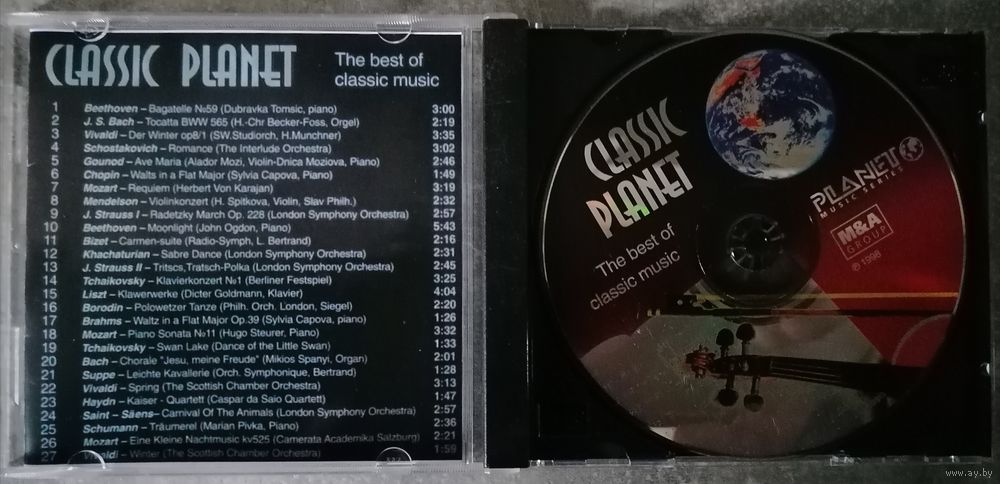 CLASSIC PLANET
The best of
classic music
1 Beethoven – Bagatelle №59 (Dubravka Tomsic, piano) 3:00
2 J. S. Bach – Tocatta BWW 565 (H.-Chr Becker-Foss, Orgel) 2:19
3 Vivaldi – Der Winter op8/1 (SW.Studiorch, H.Munchner) 3:35
4 Schostakovich – Romance (The Interlude Orchestra) 3:02
5 Gounod – Ave Maria (Alador Mozi, Violin-Dnica Moziova, Piano) 2:46
6 Chopin – Walts in a Flat Major (Sylvia Capova, Piano) 1:49
7 Mozart – Requiem (Herbert Von Karajan) 3:19
8 Mendelson – Violinkonzert (H. Spitkova, Violin, Slav Philh.) 2:32
9 J. Strauss I – Radetzky March Op. 228 (London Symphony Orchestra) 2:57
10 Beethoven – Moonlight (John Ogdon, Piano) 5:43
11 Bizet – Carmen-suite (Radio-Symph, L. Bertrand) 2:16
12 Khachaturian – Sabre Dance (London Symphony Orchestra) 2:31
13 J. Strauss II – Tritscs,Tratsch-Polka (London Symphony Orchestra) 2:45
14 Tchaikovsky – Klavierkonzert №1 (Berliner Festspiel) 3:25
15 Liszt – Klawerwerke (Dicter Goldmann, Klavier) 4:04
16 Borodin – Polowetzer Tanze (Philh. Orch. London, Siegel) 2:20
17 Brahms – Waltz in a Flat Major Op.39 (Sylvia Capova, piano) 1:26
18 Mozart – Piano Sonata №11 (Hugo Steurer, Piano) 3:32
19 Tchaikovsky – Swan Lake (Dance of the Little Swan) 1:33
20 Bach – Chorale "Jesu, meine Freude" (Mikios Spanyi, Organ) 2:01
21 Suppe – Leichte Kavallerie (Orch. Symphonique, Bertrand) 1:28
22 Vivaldi – Spring (The Scottish Chamber Orchestra) 3:13
23 Haydn – Kaiser - Quartett (Caspar da Saio Quartett) 1:47
24 Saint – Säens– Carnival Of The Animals (London Symphony Orchestra) 2:57
25 Schumann – Träumerel (Marian Pivka, Piano) 2:36
26 Mozart – Eine Kleine Nachtmusic kv525 (Camerata Academika Salzburg) 2:21
27 Vivaldi – Winter (The Scottish Chamber Orchestra) 1:59
CLASSIC
PLANET
The best of
classic music
PLANET
MUSIC SERIES
M&A
GROUP
℗ 1998
www.ay.by